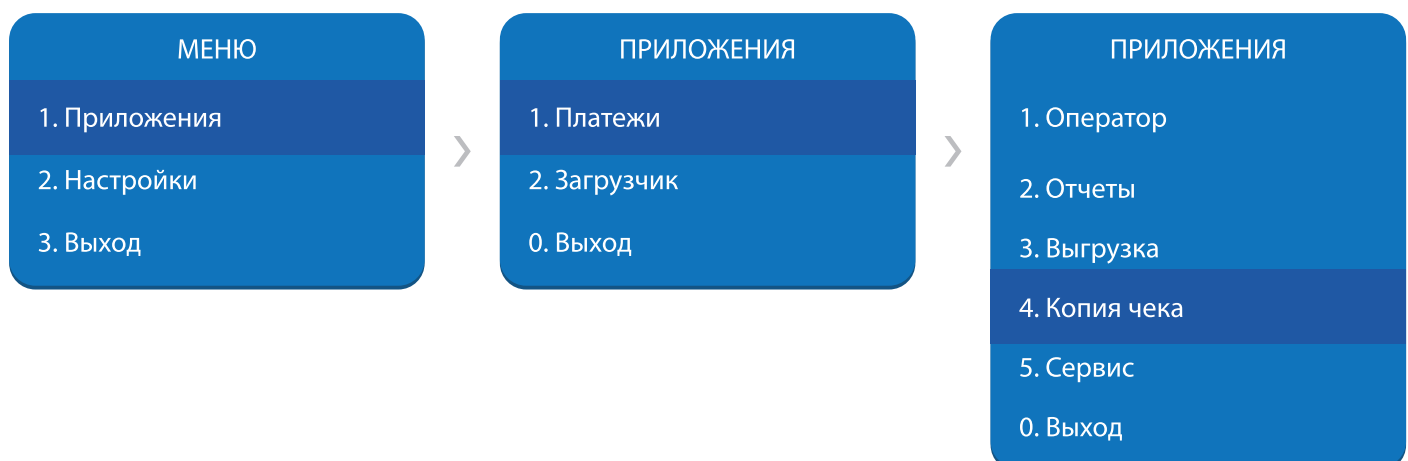 МЕНЮ
1. Приложения
2. Настройки
3. Выход
ПРИЛОЖЕНИЯ
1. Платежи
2. Загрузчик
0. Выход
ПРИЛОЖЕНИЯ
1. Оператор
2. Отчеты
3. Выгрузка
4. Копия чека
5. Сервис
0. Выход